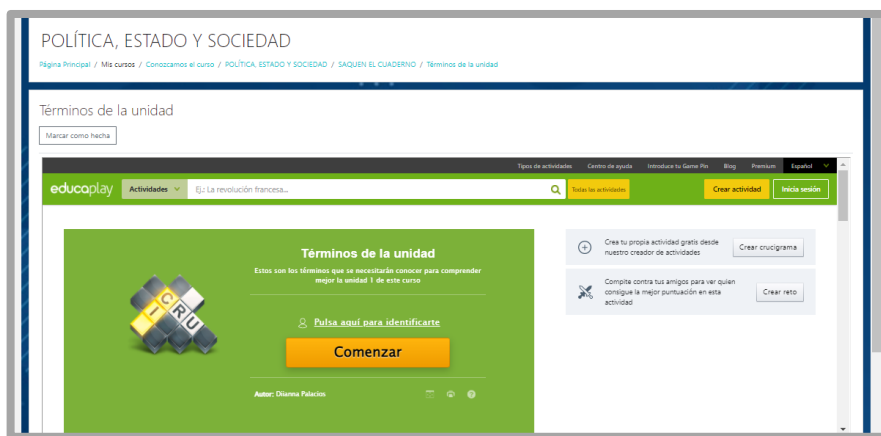 POLÍTICA, ESTADO Y SOCIEDAD
Página Principal / Mis cursos / Conozcamos el curso / POLÍTICA, ESTADO Y SOCIEDAD / SAQUEN EL CUADERNO / Términos de la unidad
Términos de la unidad
Marcar como hecha
Tipos de actividades Centro de ayuda Introduce tu Game Pin Blog Premium Español
educaplay Actividades Ej.: La revolución francesa... Todas las actividades Crear actividad Inicia sesión
Términos de la unidad
Estos son los términos que se necesitarán conocer para comprender
mejor la unidad 1 de este curso
CRU
I
Pulsa aquí para identificarte
Comenzar
Autor: Diianna Palacios
Crea tu propia actividad gratis desde
nuestro creador de actividades
Crear crucigrama
Compite contra tus amigos para ver quien
consigue la mejor puntuación en esta
actividad
Crear reto